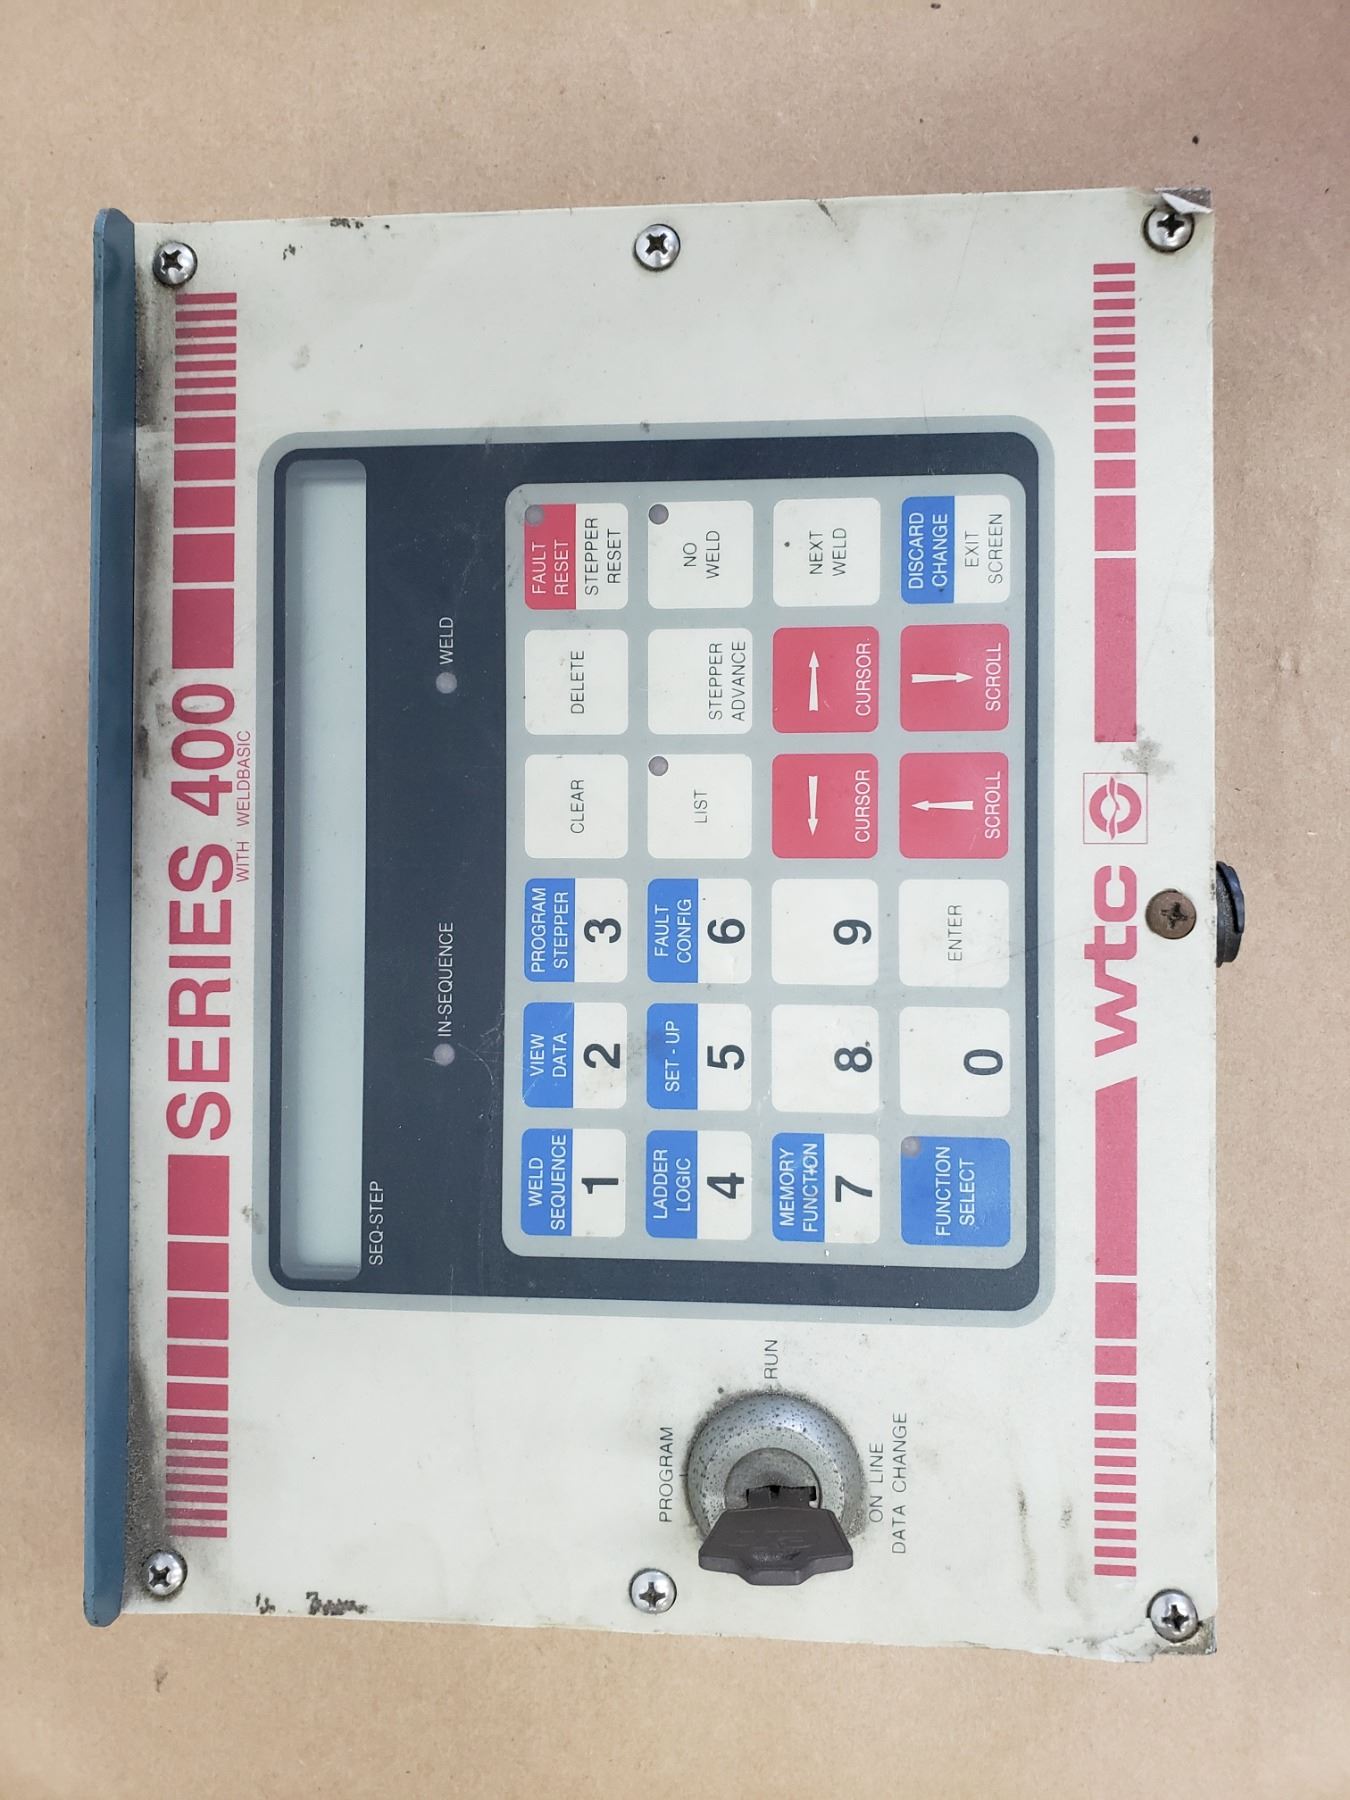 SERIES 400
WITH WELDBASIC
SEQ-STEP
IN-SEQUENCE
WELD
WELD
SEQUENCE
1
VIEW
DATA
2
PROGRAM
STEPPER
3
CLEAR
DELETE
FAULT
RESET
STEPPER
RESET
LADDER
LOGIC
4
SET-UP
5
FAULT
CONFIG
6
LIST
STEPPER
ADVANCE
NO
WELD
MEMORY
FUNCTION
7
8
9
CURSOR
CURSOR
NEXT
WELD
FUNCTION
SELECT
0
ENTER
SCROLL
SCROLL
DISCARD
CHANGE
EXIT
SCREEN
PROGRAM
RUN
ON LINE
DATA CHANGE
wtc